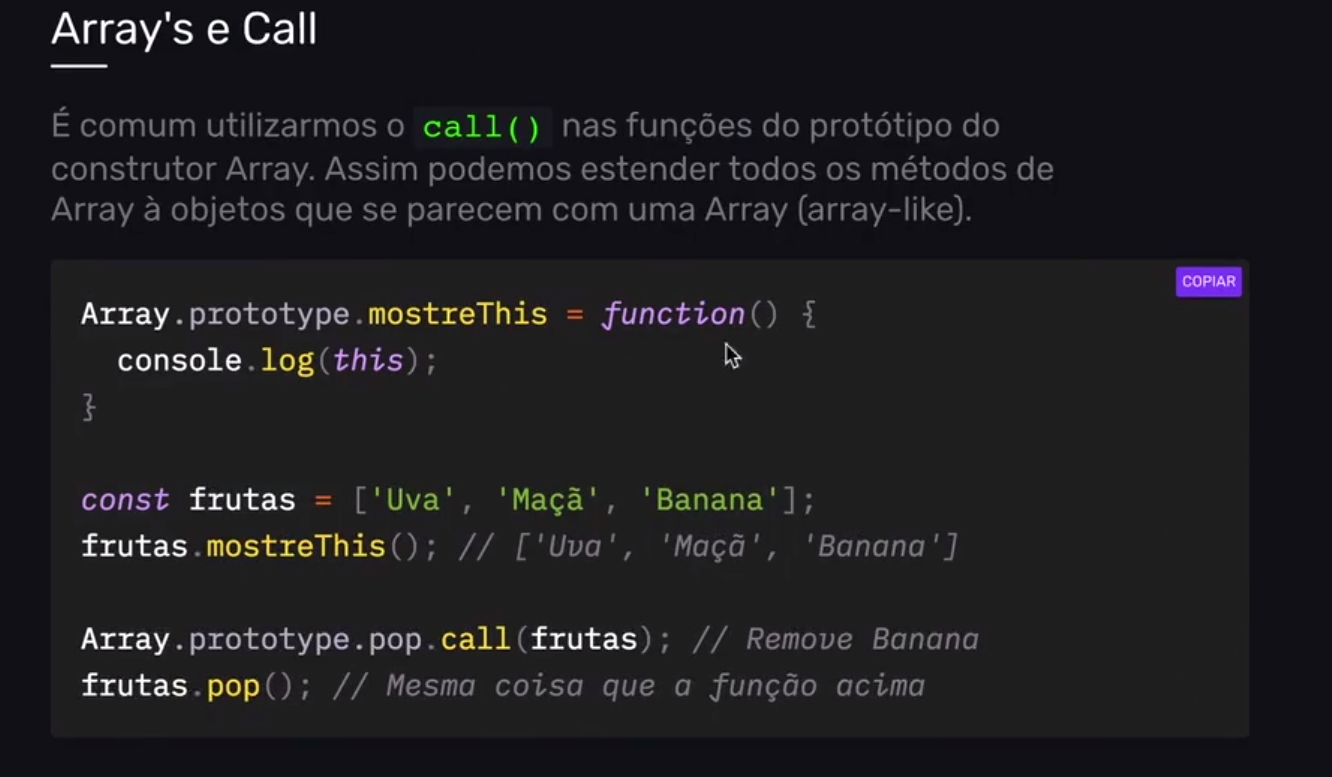 Array's e Call
É comum utilizarmos o call() nas funções do protótipo do
construtor Array. Assim podemos estender todos os métodos de
Array à objetos que se parecem com uma Array (array-like).
COPIAR
Array.prototype.mostreThis = function() {
  console.log(this);
}
const frutas = ['Uva', 'Maçã', 'Banana'];
frutas.mostreThis(); // ['Uva', 'Maçã', 'Banana']
Array.prototype.pop.call(frutas); // Remove Banana
frutas.pop(); // Mesma coisa que a função acima